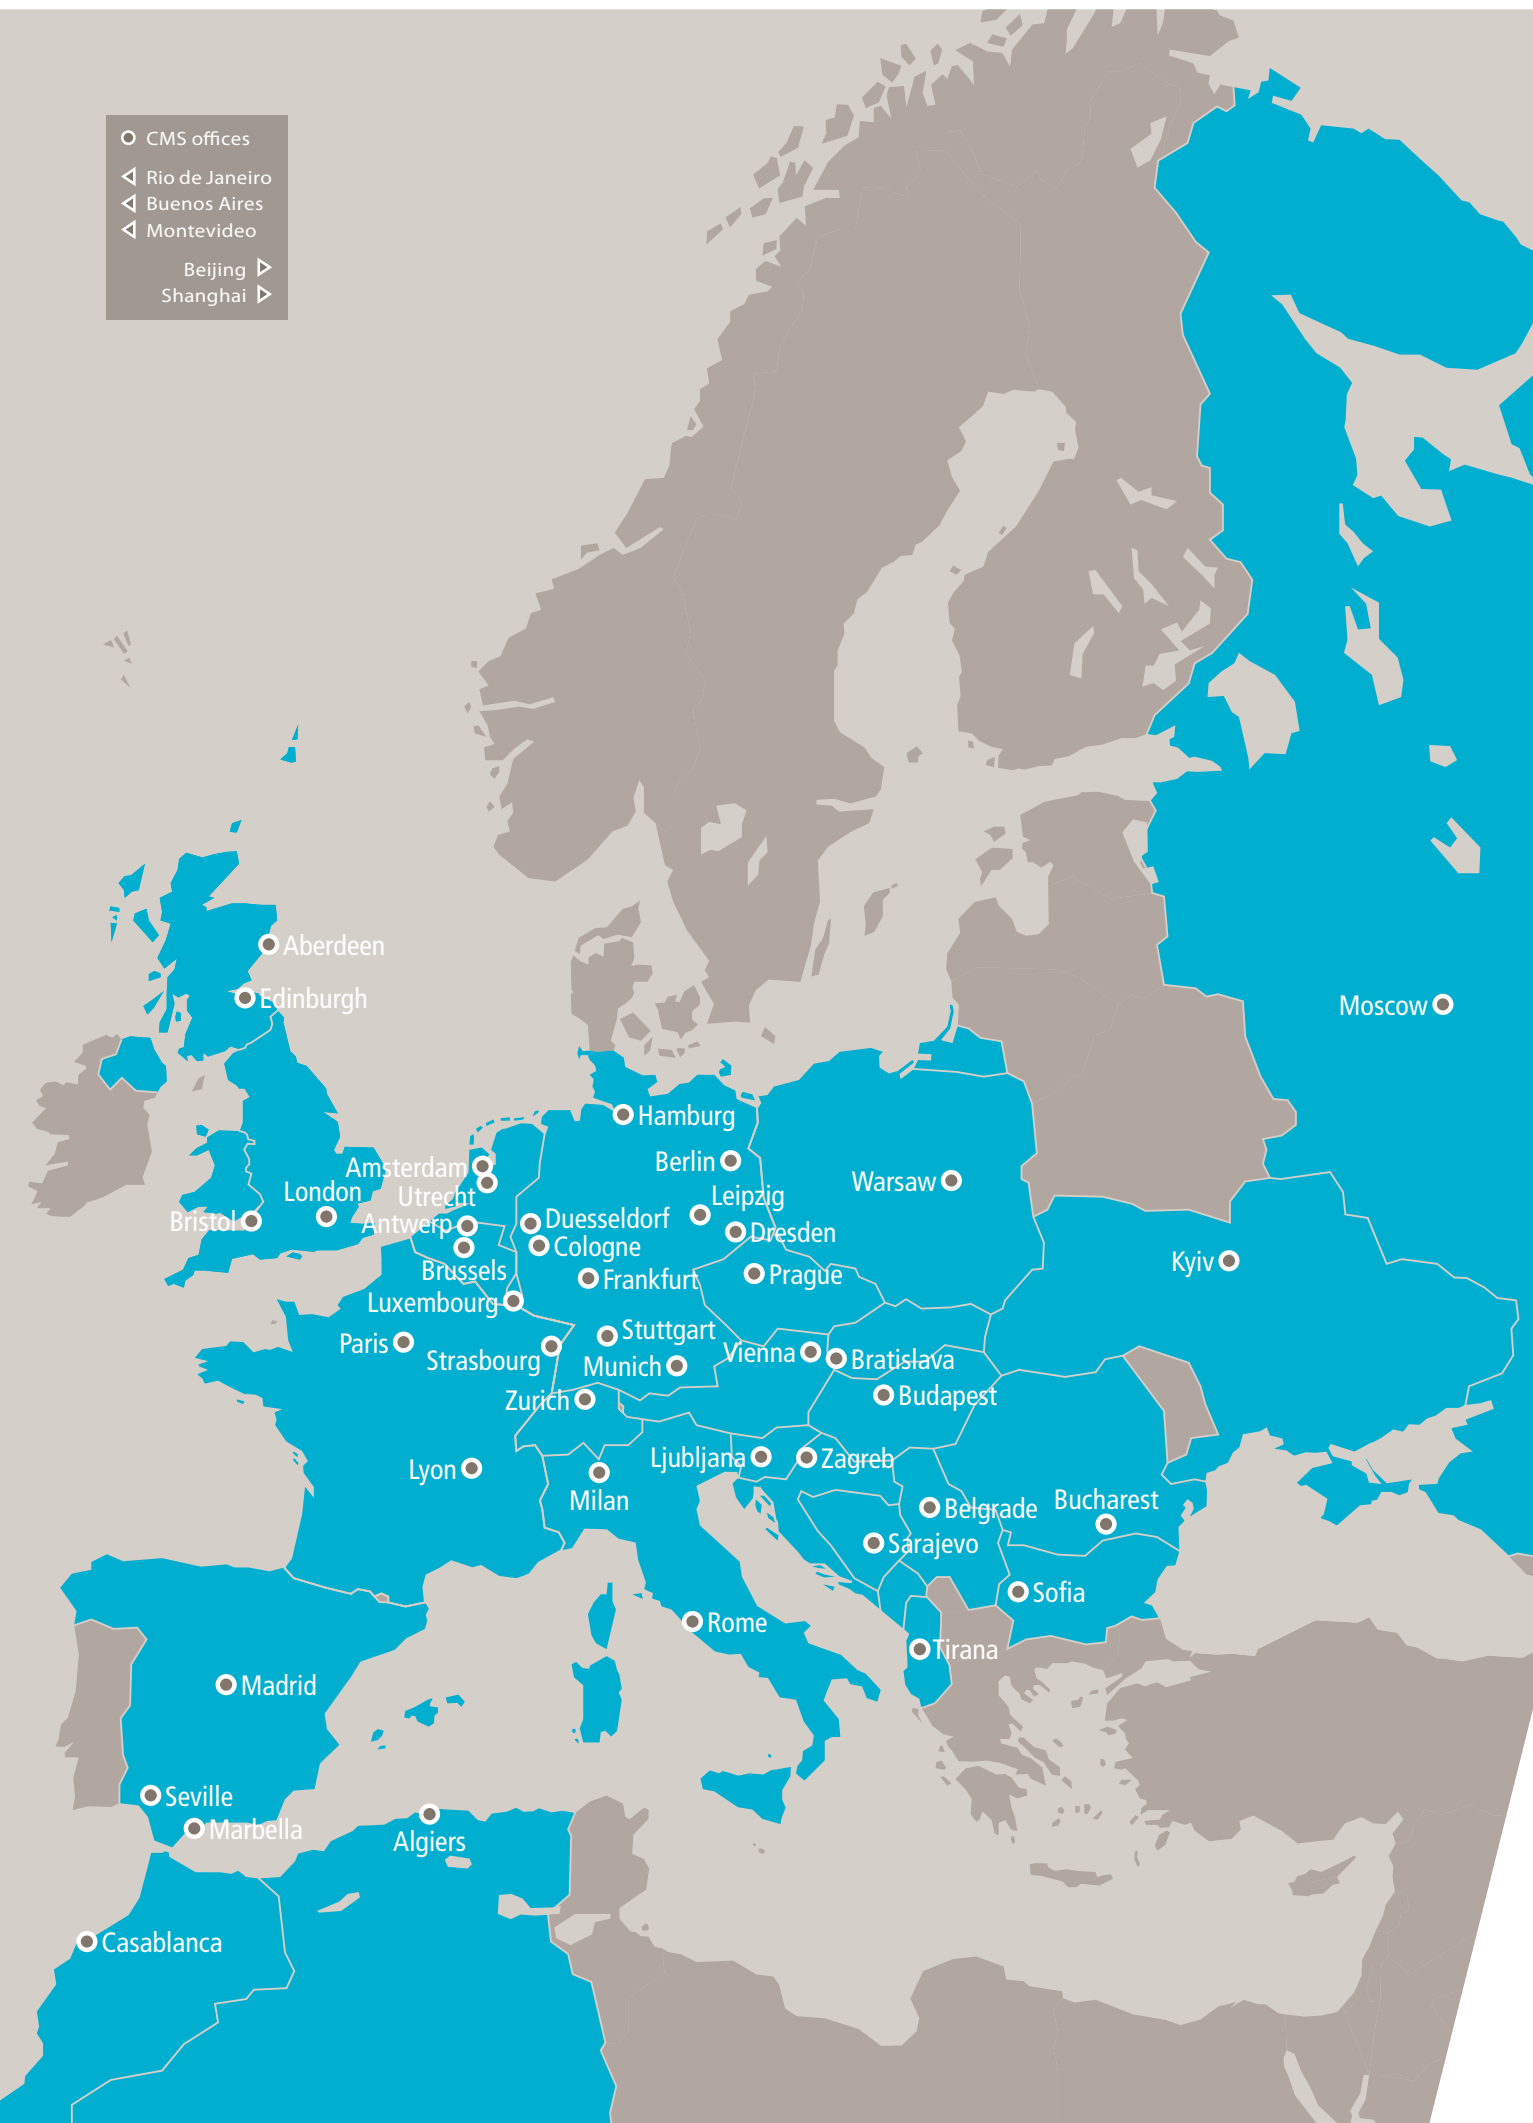 CMS offices
Rio de Janeiro
Buenos Aires
Montevideo
Beijing
Shanghai
Aberdeen
Edinburgh
Moscow
Hamburg
Berlin
Amsterdam
Warsaw
London
Utrecht
Leipzig
Bristol
Antwerp
Duesseldorf
Dresden
Cologne
Kyiv
Brussels
Frankfurt
Prague
Luxembourg
Stuttgart
Paris
Strasbourg
Munich
Vienna
Bratislava
Zurich
Budapest
Ljubljana
Zagreb
Lyon
Milan
Belgrade
Bucharest
Sarajevo
Sofia
Rome
Tirana
Madrid
Seville
Marbella
Algiers
Casablanca